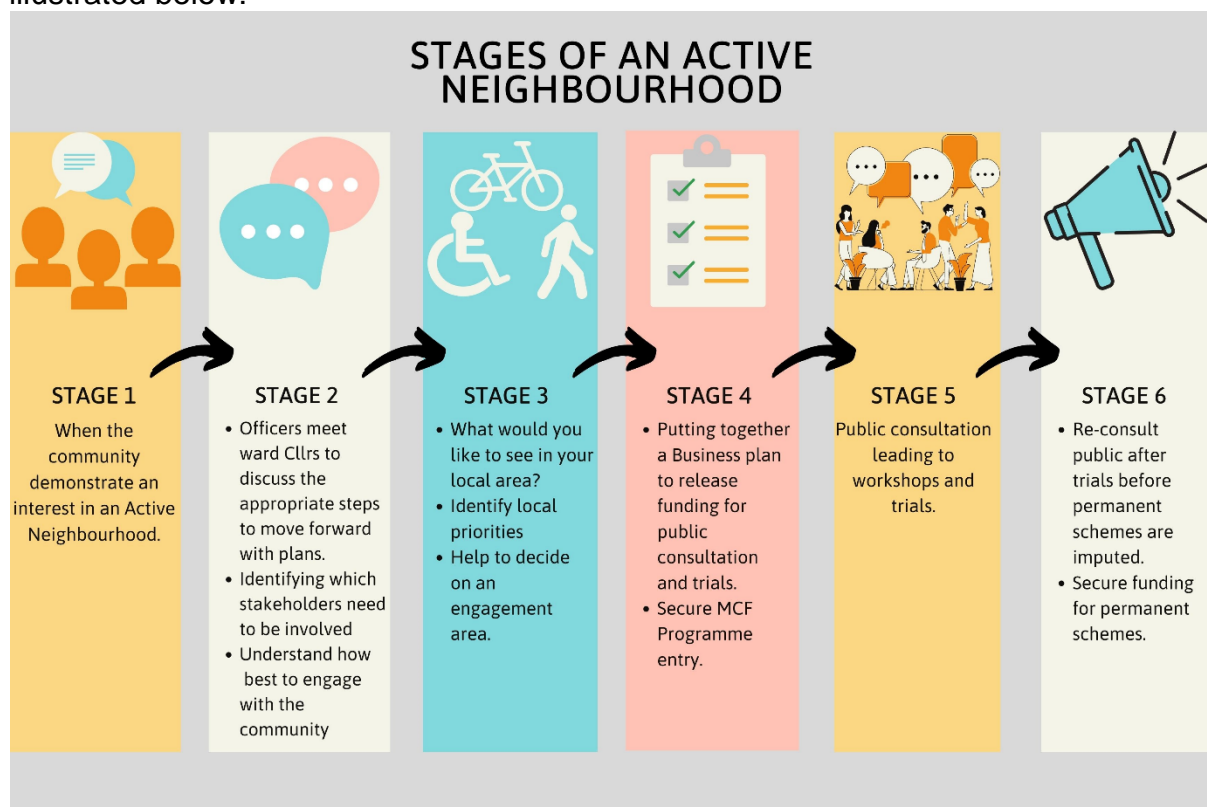 illustrated below.
STAGES OF AN ACTIVE
NEIGHBOURHOOD
STAGE 1
When the
community
demonstrate an
interest in an Active
Neighbourhood.
STAGE 2
• Officers meet
ward Cllrs to
discuss the
appropriate steps
to move forward
with plans.
• Identifying which
stakeholders need
to be involved
• Understand how
best to engage
with the
community
STAGE 3
• What would you
like to see in your
local area?
• Identify local
priorities
• Help to decide
on an
engagement
area.
STAGE 4
• Putting together
a Business plan
to release
funding for
public
consultation
and trials.
• Secure MCF
Programme
entry.
STAGE 5
Public consultation
leading to
workshops and
trials.
STAGE 6
• Re-consult
public after
trials before
permanent
schemes are
imputed.
• Secure funding
for permanent
schemes.